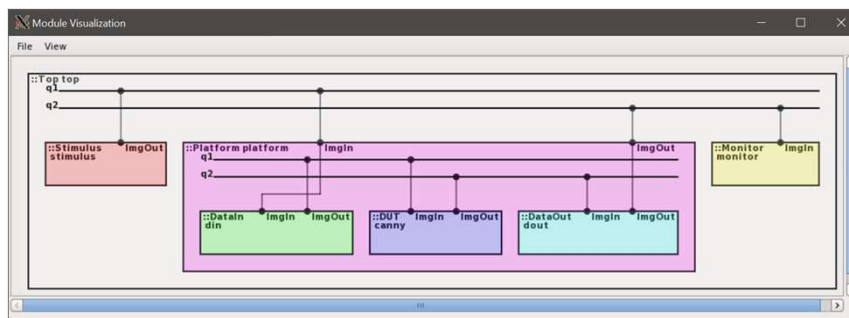 Module Visualization
File View
::Top top
q1
q2
::Stimulus ImgOut
stimulus
::Platform platform ImgIn ImgOut
q1
q2
::Monitor ImgIn
monitor
::DataIn ImgIn ImgOut
din
::DUT ImgIn ImgOut
canny
::DataOut ImgIn ImgOut
dout